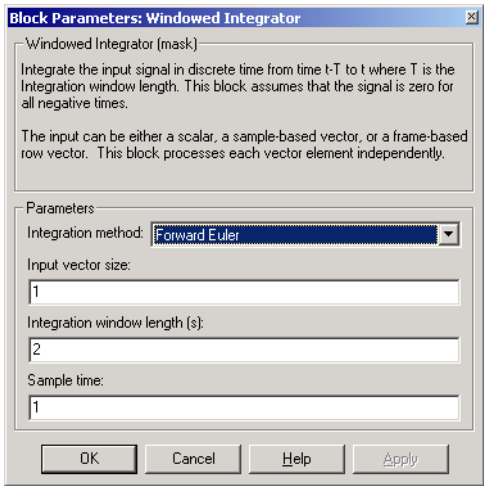 Block Parameters: Windowed Integrator
Windowed Integrator (mask)
Integrate the input signal in discrete time from time t-T to t where T is the
Integration window length. This block assumes that the signal is zero for
all negative times.
The input can be either a scalar, a sample-based vector, or a frame-based
row vector.  This block processes each vector element independently.
Parameters
Integration method: Forward Euler
Input vector size:
1
Integration window length (s):
2
Sample time:
1
OK Cancel Help Apply